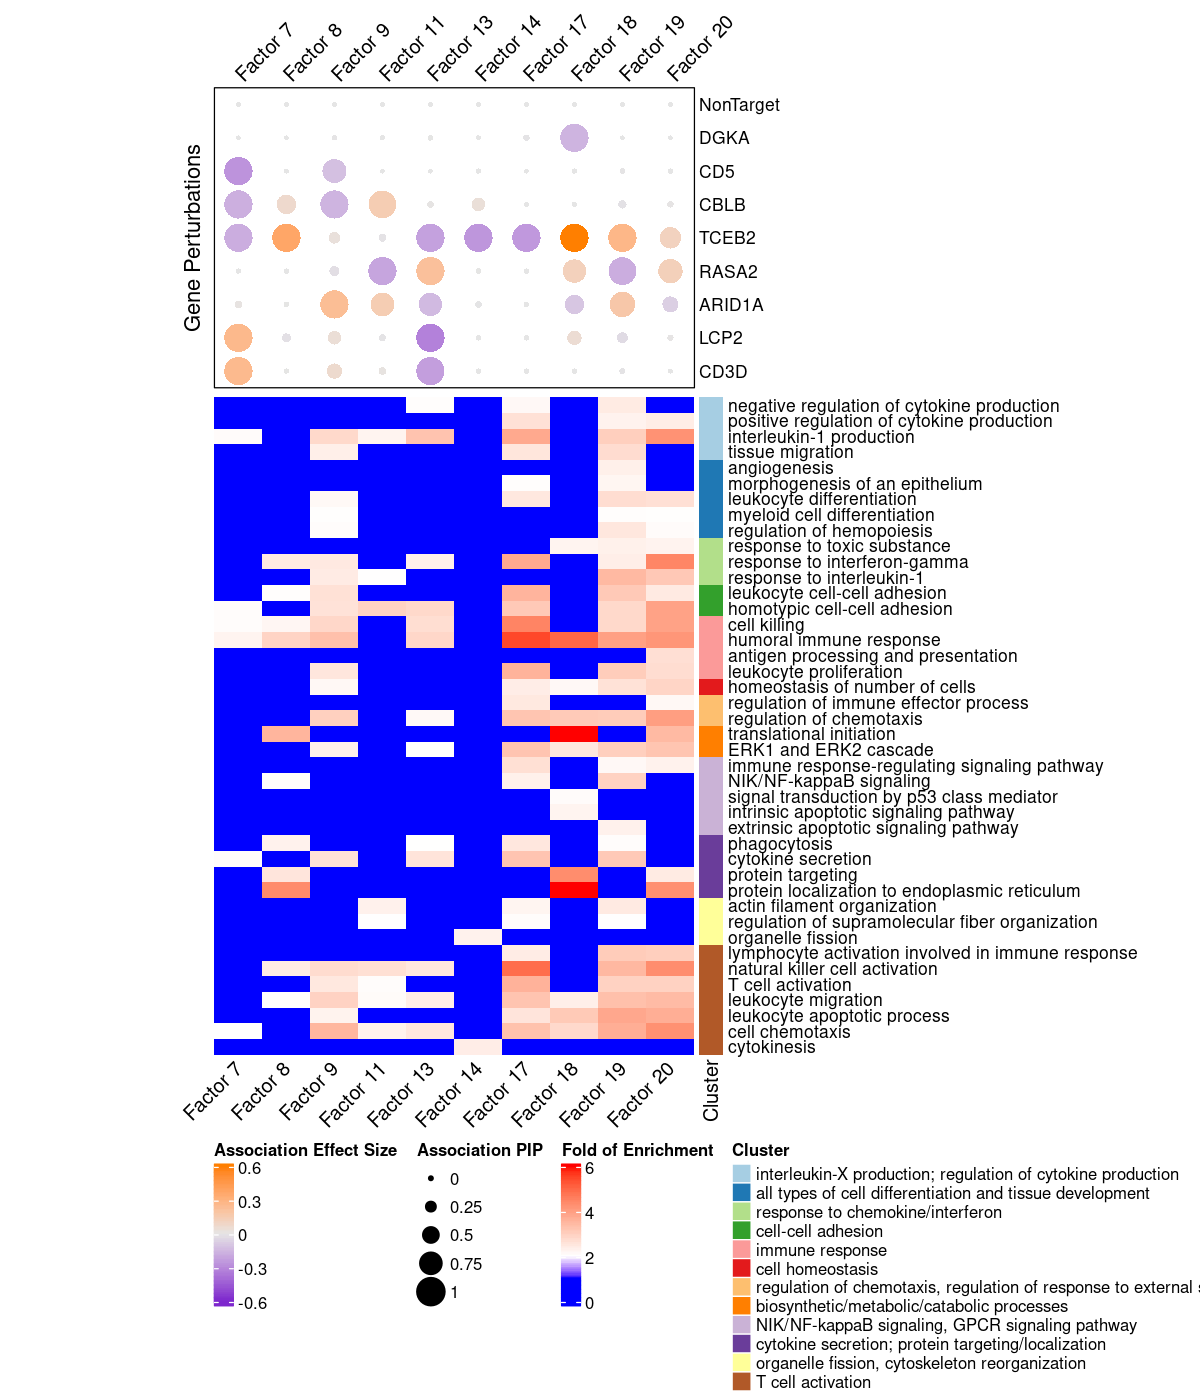 Factor 7
Factor 8
Factor 9
Factor 11
Factor 13
Factor 14
Factor 17
Factor 18
Factor 19
Factor 20
Gene Perturbations
NonTarget
DGKA
CD5
CBLB
TCEB2
RASA2
ARID1A
LCP2
CD3D
negative regulation of cytokine production
positive regulation of cytokine production
interleukin-1 production
tissue migration
angiogenesis
morphogenesis of an epithelium
leukocyte differentiation
myeloid cell differentiation
regulation of hemopoiesis
response to toxic substance
response to interferon-gamma
response to interleukin-1
leukocyte cell-cell adhesion
homotypic cell-cell adhesion
cell killing
humoral immune response
antigen processing and presentation
leukocyte proliferation
homeostasis of number of cells
regulation of immune effector process
regulation of chemotaxis
translational initiation
ERK1 and ERK2 cascade
immune response-regulating signaling pathway
NIK/NF-kappaB signaling
signal transduction by p53 class mediator
intrinsic apoptotic signaling pathway
extrinsic apoptotic signaling pathway
phagocytosis
cytokine secretion
protein targeting
protein localization to endoplasmic reticulum
actin filament organization
regulation of supramolecular fiber organization
organelle fission
lymphocyte activation involved in immune response
natural killer cell activation
T cell activation
leukocyte migration
leukocyte apoptotic process
cell chemotaxis
cytokinesis
Factor 7
Factor 8
Factor 9
Factor 11
Factor 13
Factor 14
Factor 17
Factor 18
Factor 19
Factor 20
Cluster
Association Effect Size
0.6
0.3
0
-0.3
-0.6
Association PIP
0
0.25
0.5
0.75
1
Fold of Enrichment
6
4
2
0
Cluster
interleukin-X production; regulation of cytokine production
all types of cell differentiation and tissue development
response to chemokine/interferon
cell-cell adhesion
immune response
cell homeostasis
regulation of chemotaxis, regulation of response to external
biosynthetic/metabolic/catabolic processes
NIK/NF-kappaB signaling, GPCR signaling pathway
cytokine secretion; protein targeting/localization
organelle fission, cytoskeleton reorganization
T cell activation